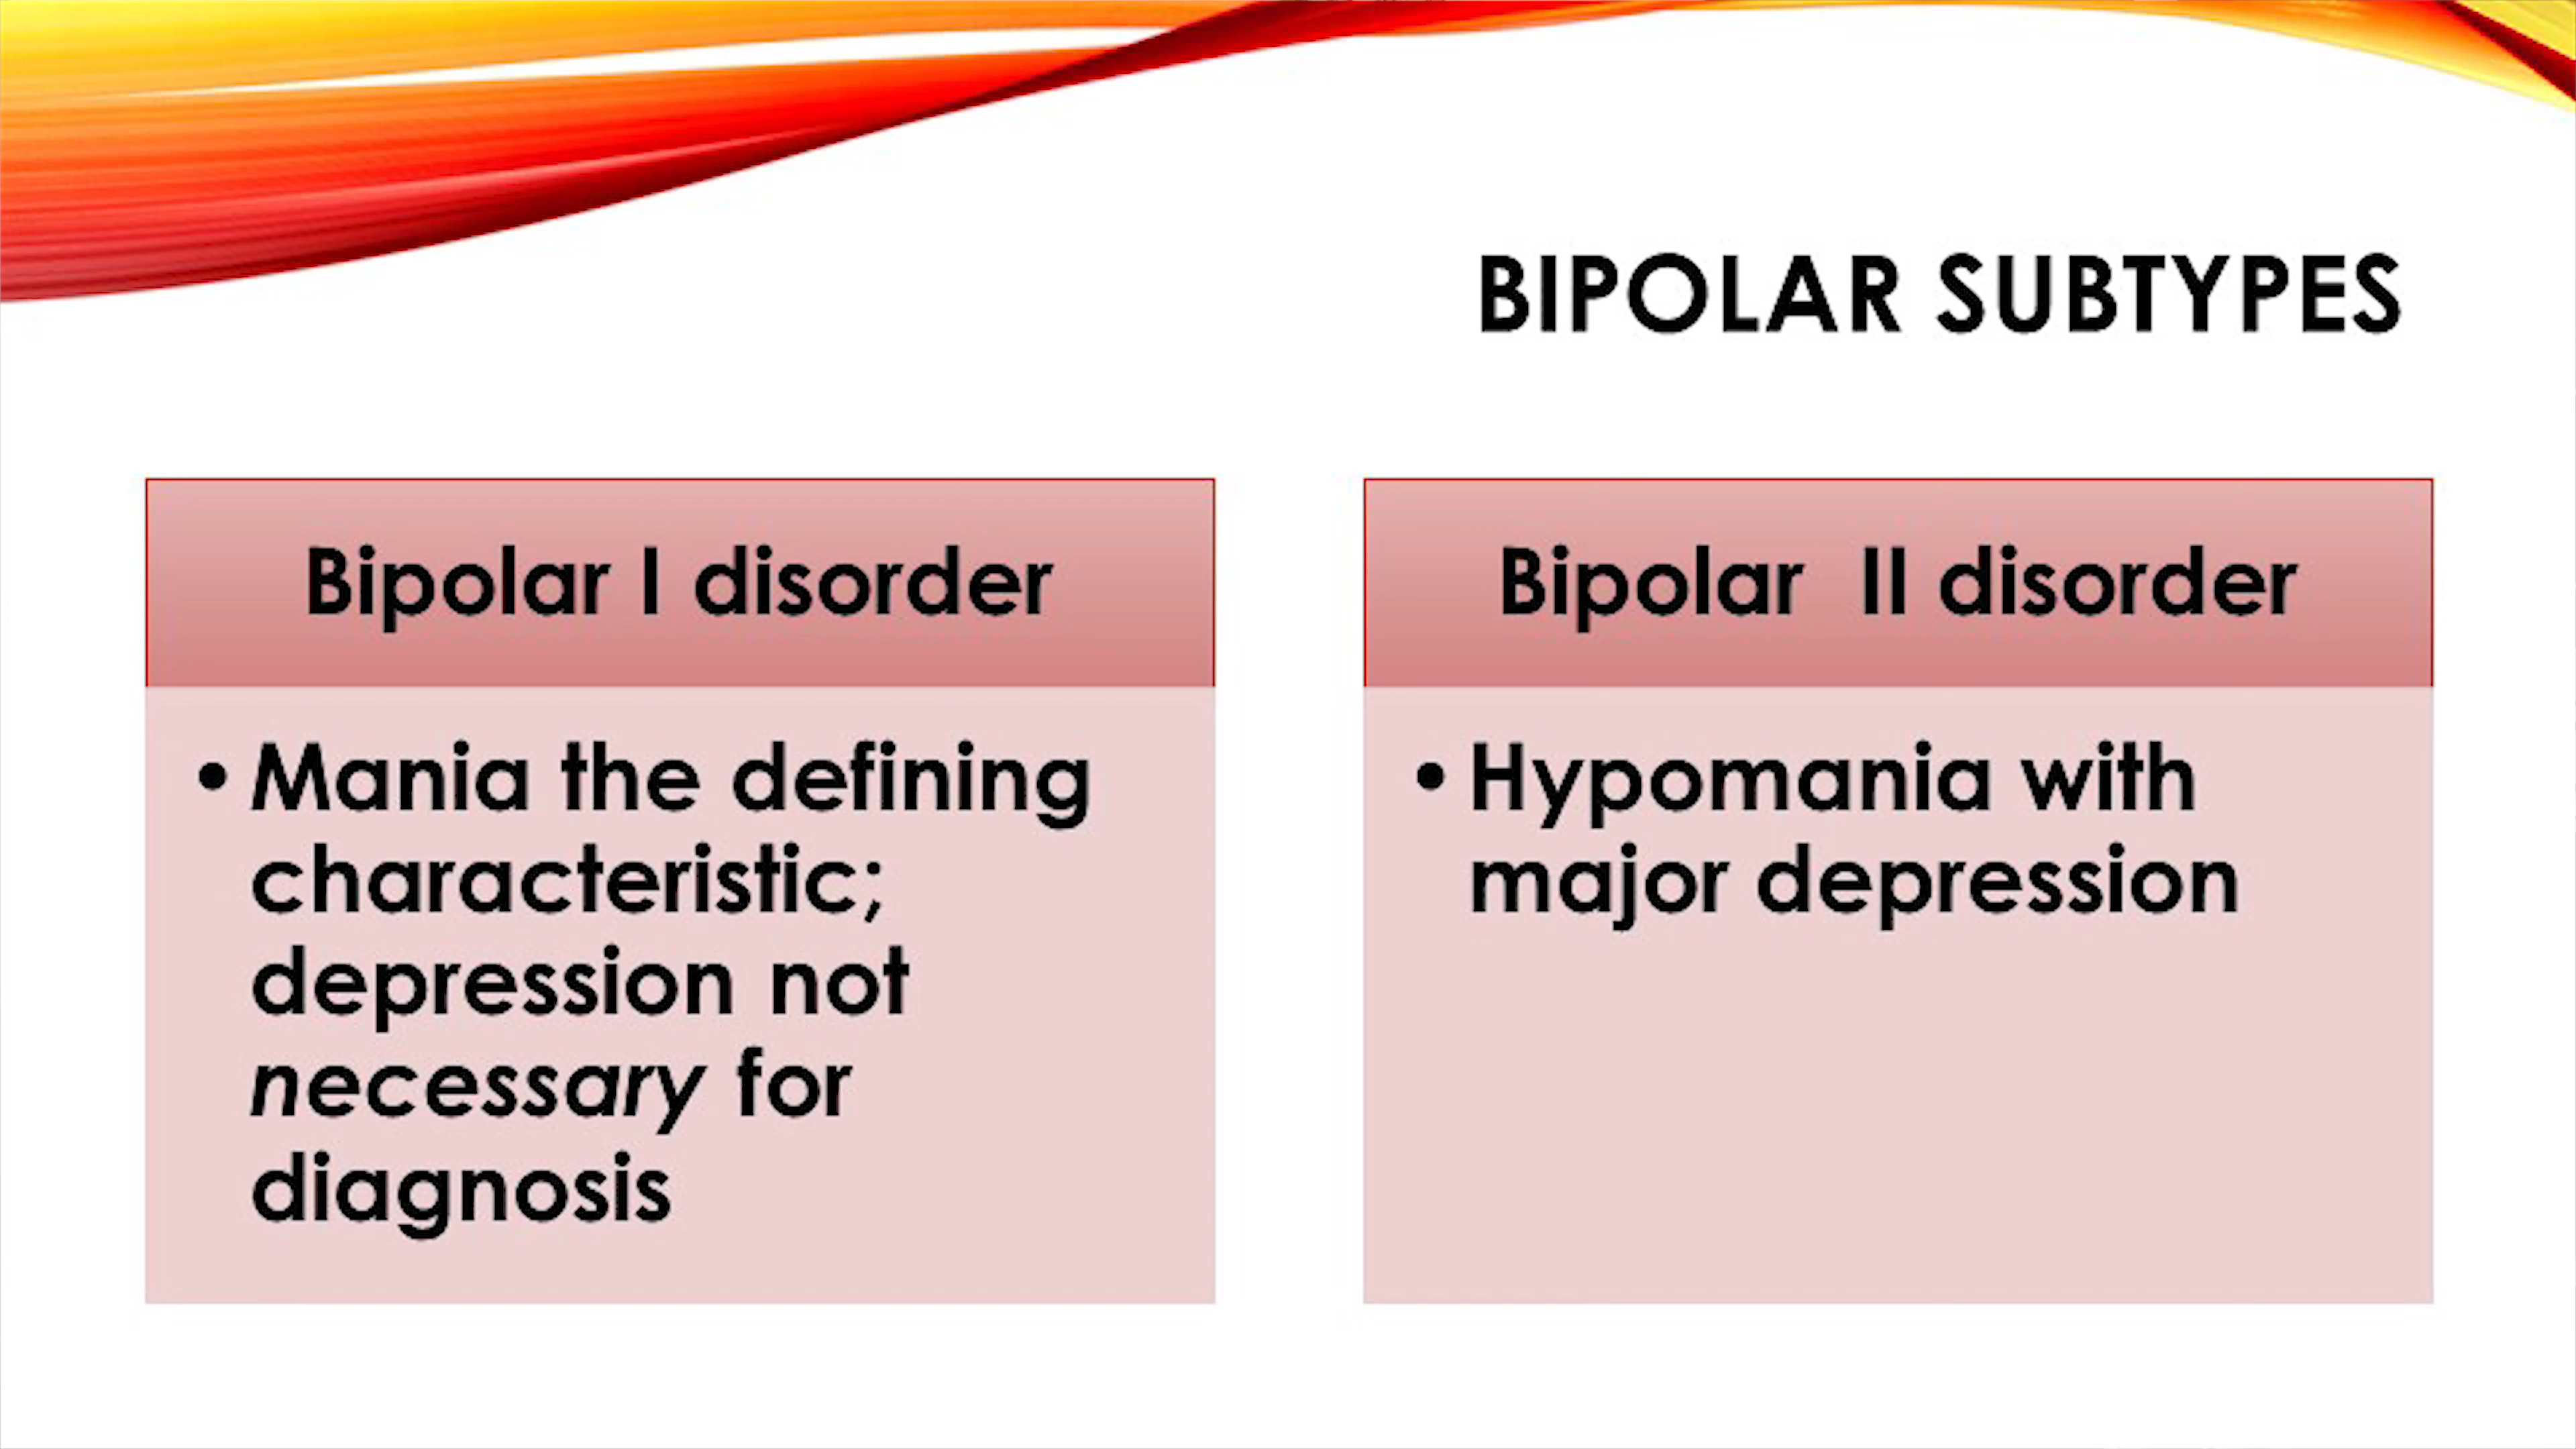 BIPOLAR SUBTYPES
Bipolar I disorder
• Mania the defining
characteristic;
depression not
necessary for
diagnosis
Bipolar  II disorder
• Hypomania with
major depression